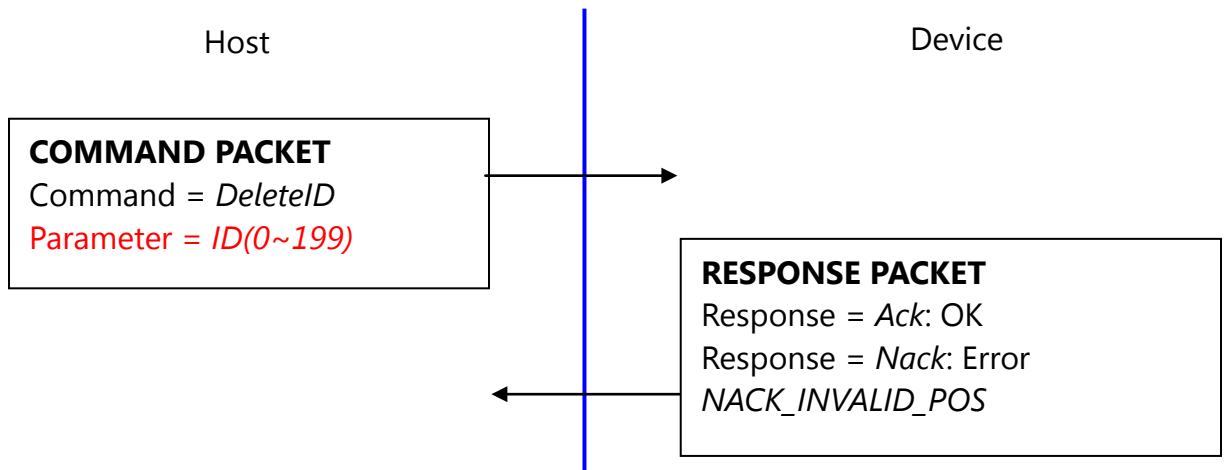 Host
Device
COMMAND PACKET
Command = DeleteID
Parameter = ID(0~199)
RESPONSE PACKET
Response = Ack: OK
Response = Nack: Error
NACK_INVALID_POS